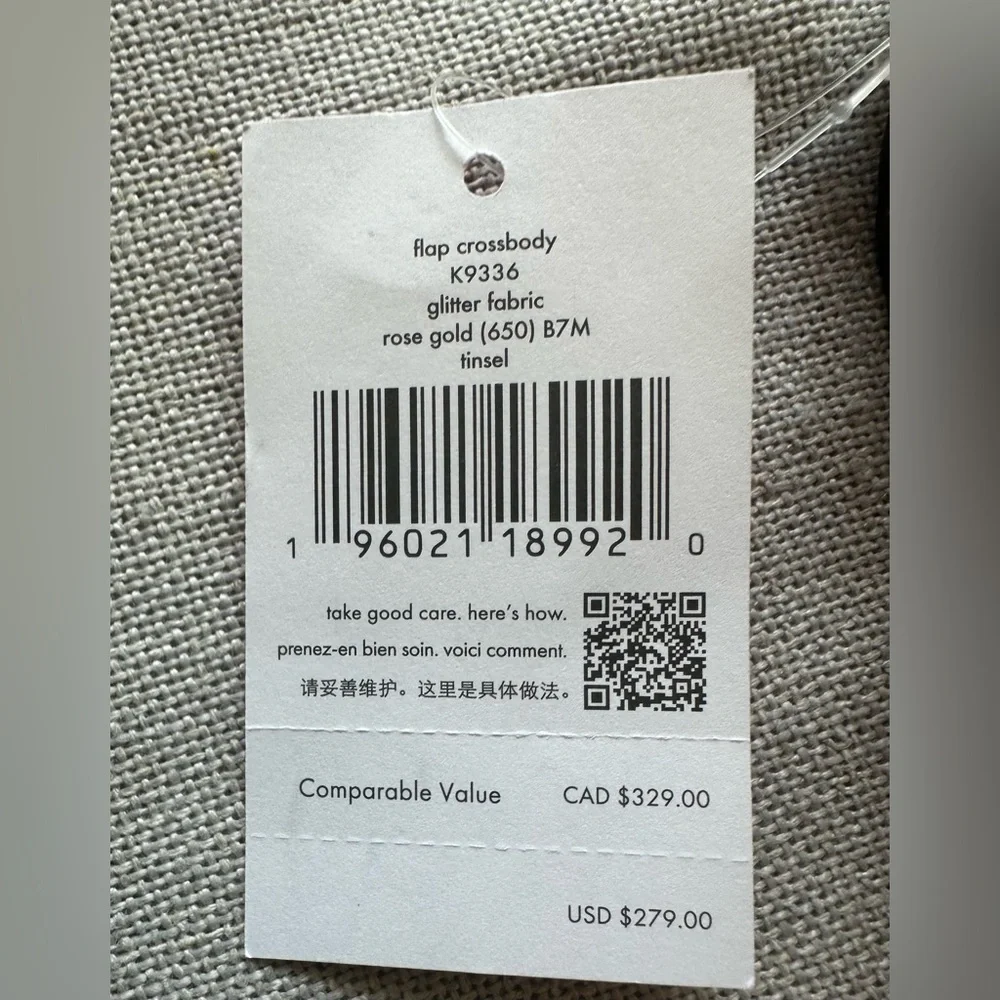 flap crossbody
K9336
glitter fabric
rose gold (650) B7M
tinsel
1 96021 18992 0
take good care. here's how.
prenez-en bien soin. voici comment.
请妥善维护。这里是具体做法。
Comparable Value CAD $329.00
USD $279.00